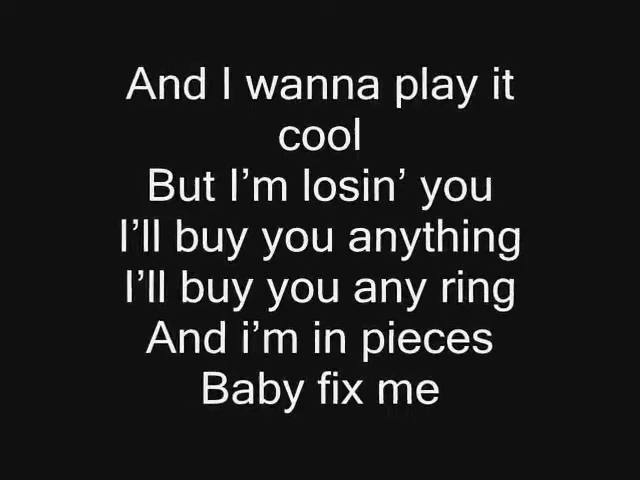 And I wanna play it
cool
But I’m losin’ you
I’ll buy you anything
I’ll buy you any ring
And i’m in pieces
Baby fix me